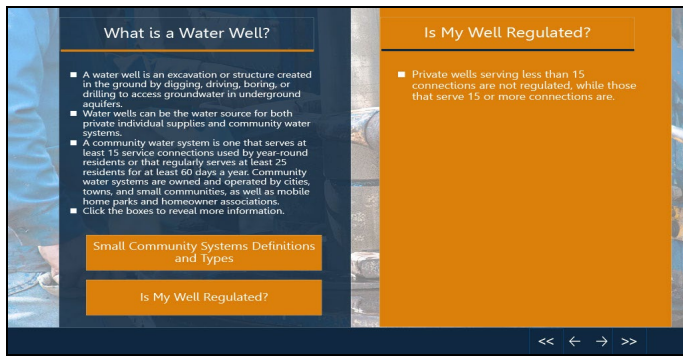 What is a Water Well?
■ A water well is an excavation or structure created
in the ground by digging, driving, boring, or
drilling to access groundwater in underground
aquifers.
■ Water wells can be the water source for both
private individual supplies and community water
systems.
■ A community water system is one that serves at
least 15 service connections used by year-round
residents or that regularly serves at least 25
residents for at least 60 days a year. Community
water systems are owned and operated by cities,
towns, and small communities, as well as mobile
home parks and homeowner associations.
■ Click the boxes to reveal more information.
Small Community Systems Definitions
and Types
Is My Well Regulated?
Is My Well Regulated?
■ Private wells serving less than 15
connections are not regulated, while those
that serve 15 or more connections are.
<< ← → >>